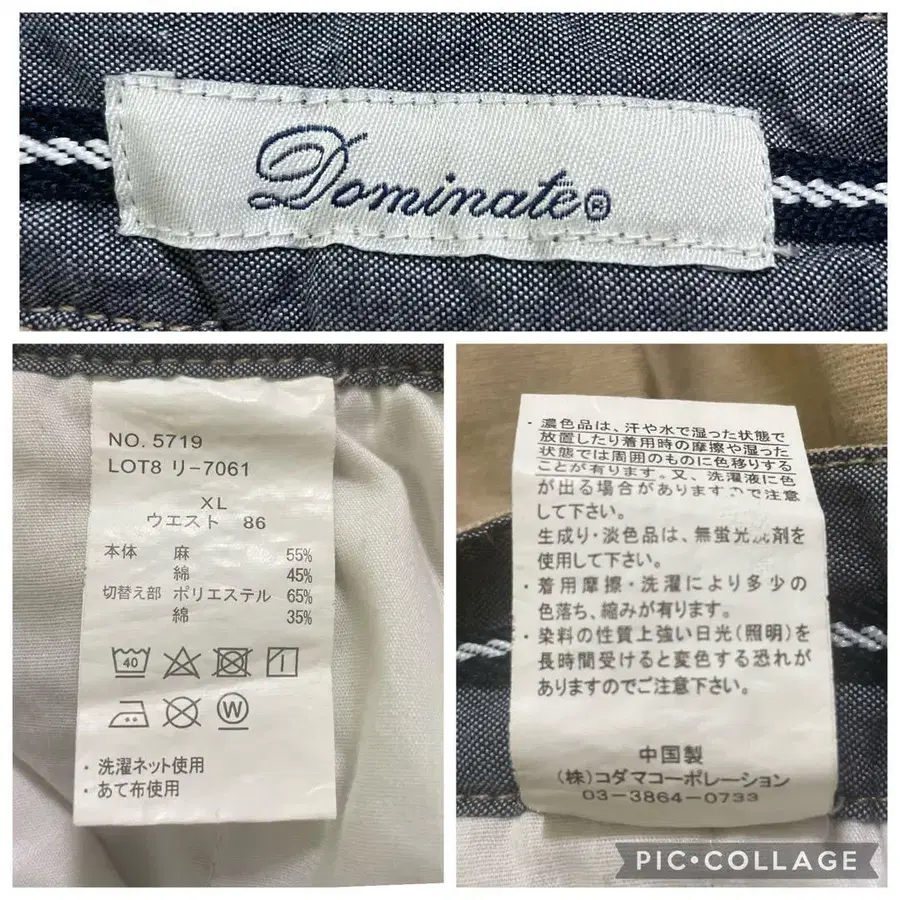 Dominate®
NO. 5719
LOT8 リ-7061
XL
ウエスト 86
本体 麻 55%
綿 45%
切替え部 ポリエステル 65%
綿 35%
40
W
・洗濯ネット使用
・あて布使用
・濃色品は、汗や水で湿った状態で
放置したり着用時の摩擦や湿った
状態では周囲のものに色移りする
ことが有ります。又、洗濯液に色
が出る場合がありますので注意
して下さい。
生成り・淡色品は、無蛍光洗剤を
使用して下さい。
・着用摩擦・洗濯により多少の
色落ち、縮みが有ります。
・染料の性質上強い日光(照明)を
長時間受けると変色する恐れが
ありますのでご注意下さい。
中国製
(株)コダマコーポレーション
03-3864-0733
PIC•COLLAGE